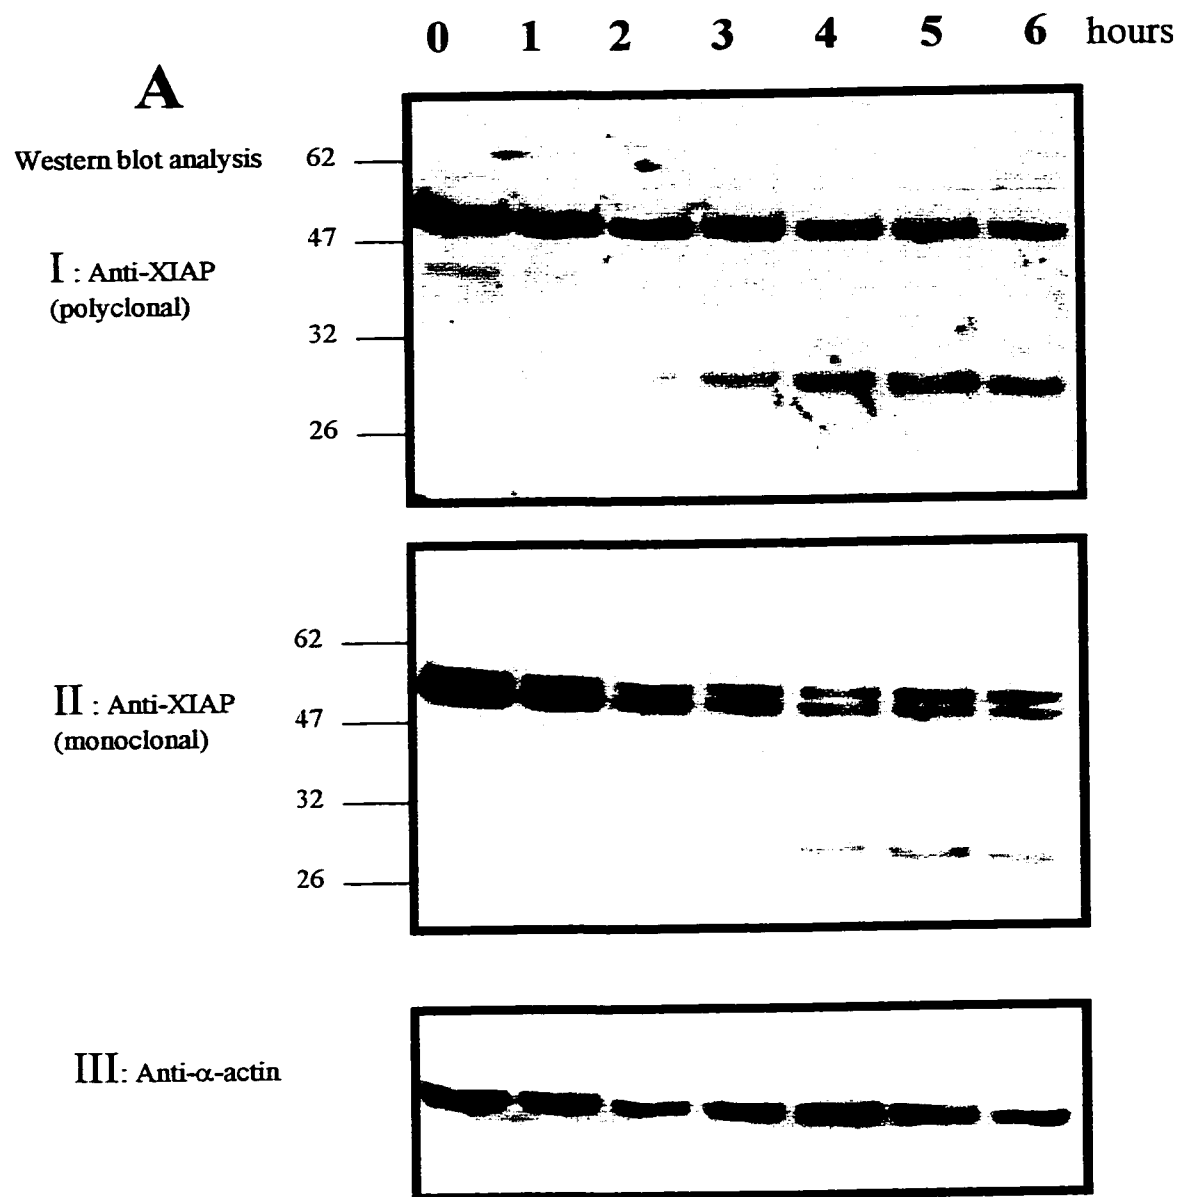 0 1 2 3 4 5 6 hours
A
Western blot analysis
62
47
I : Anti-XIAP
(polyclonal)
32
26
62
II : Anti-XIAP
47
(monoclonal)
32
26
III: Anti-α-actin